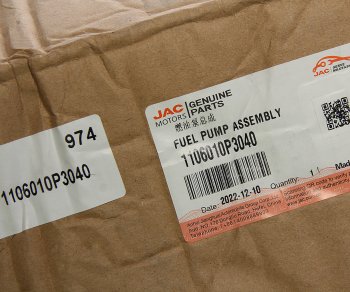 974
1106010P3040
JAC MOTORS GENUINE PARTS
燃油泵总成
FUEL PUMP ASSEMBLY
1106010P3040
Date: 2022-12-10 Quantity: 1
JAC